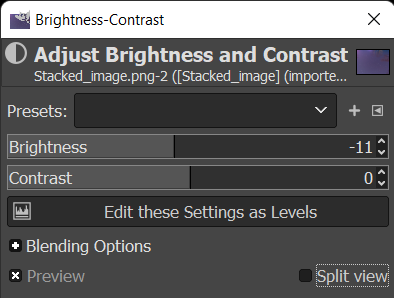 Brightness-Contrast
Adjust Brightness and Contrast
Stacked_image.png-2 ([Stacked_image] (importe...
Presets:
Brightness -11
Contrast 0
Edit these Settings as Levels
Blending Options
Preview Split view